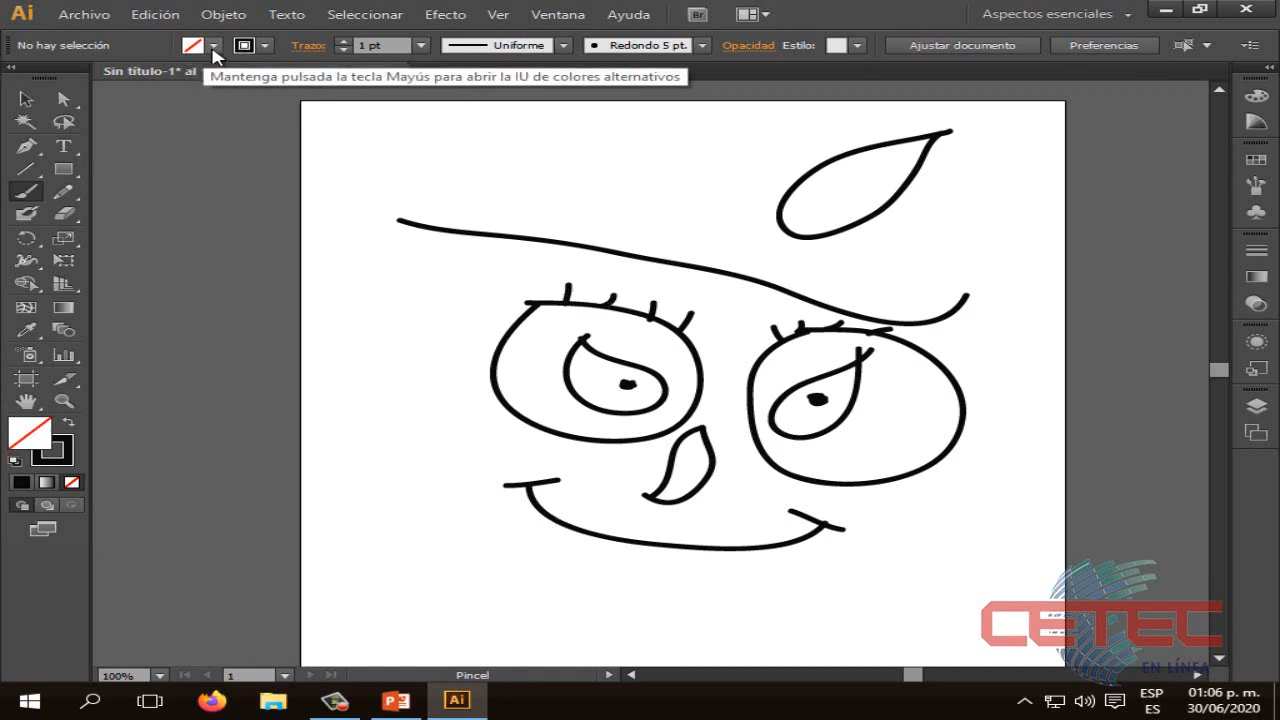 Ai Archivo Edición Objeto Texto Seleccionar Efecto Ver Ventana Ayuda Br Aspectos esenciales
No hay selección Trazo: 1 pt Uniforme Redondo 5 pt. Opacidad Estilo: Ajustar documento Preferencias
Sin título-1* al
Mantenga pulsada la tecla Mayús para abrir la IU de colores alternativos
T
CETEC
EN LÍNEA
100% 1 Pincel
Ai ESP 01:06 p. m.
ES 30/06/2020